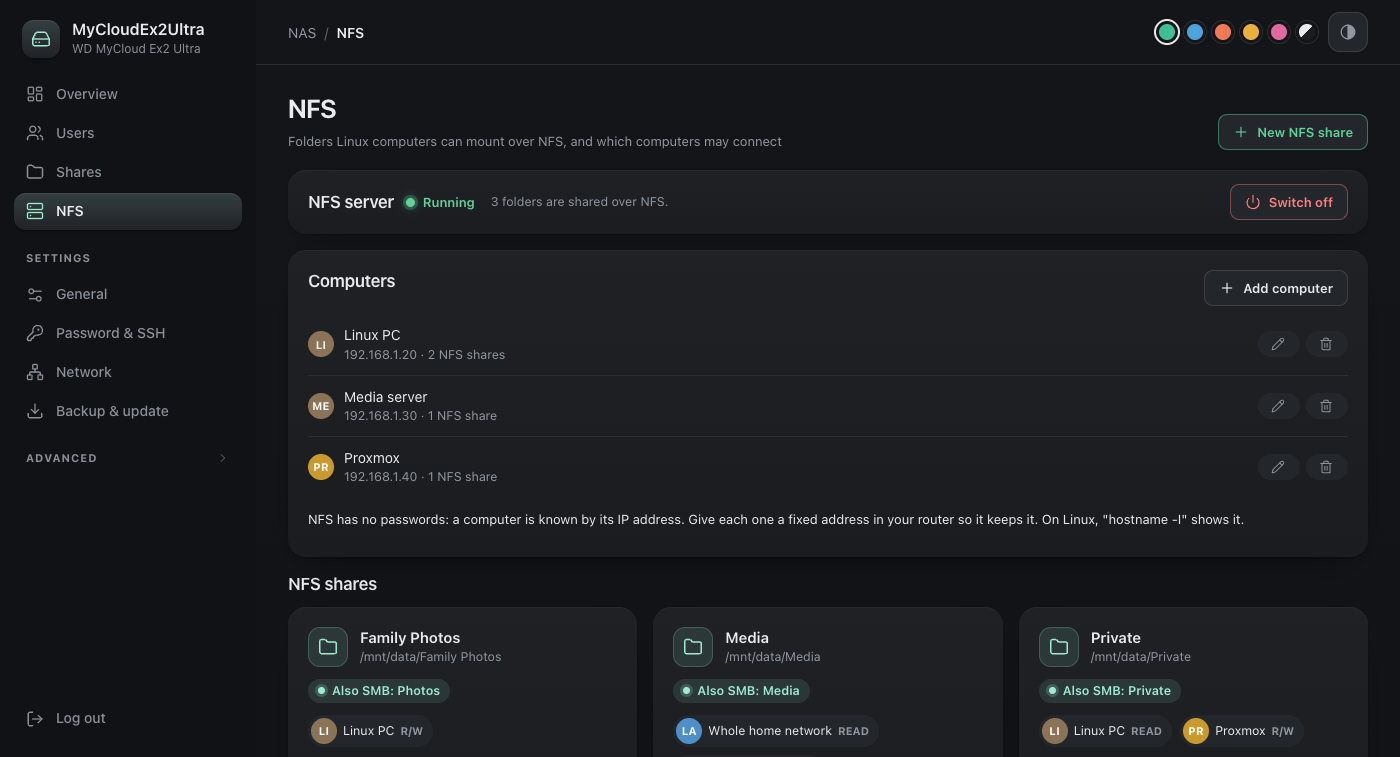 MyCloudEx2Ultra
WD MyCloud Ex2 Ultra
Overview
Users
Shares
NFS
SETTINGS
General
Password & SSH
Network
Backup & update
ADVANCED
Log out
NAS / NFS
NFS
Folders Linux computers can mount over NFS, and which computers may connect
New NFS share
NFS server Running 3 folders are shared over NFS.
Switch off
Computers
Add computer
LI Linux PC
192.168.1.20 · 2 NFS shares
ME Media server
192.168.1.30 · 1 NFS share
PR Proxmox
192.168.1.40 · 1 NFS share
NFS has no passwords: a computer is known by its IP address. Give each one a fixed address in your router so it keeps it. On Linux, "hostname -I" shows it.
NFS shares
Family Photos
/mnt/data/Family Photos
Also SMB: Photos
LI Linux PC R/W
Media
/mnt/data/Media
Also SMB: Media
LA Whole home network READ
Private
/mnt/data/Private
Also SMB: Private
LI Linux PC READ PR Proxmox R/W